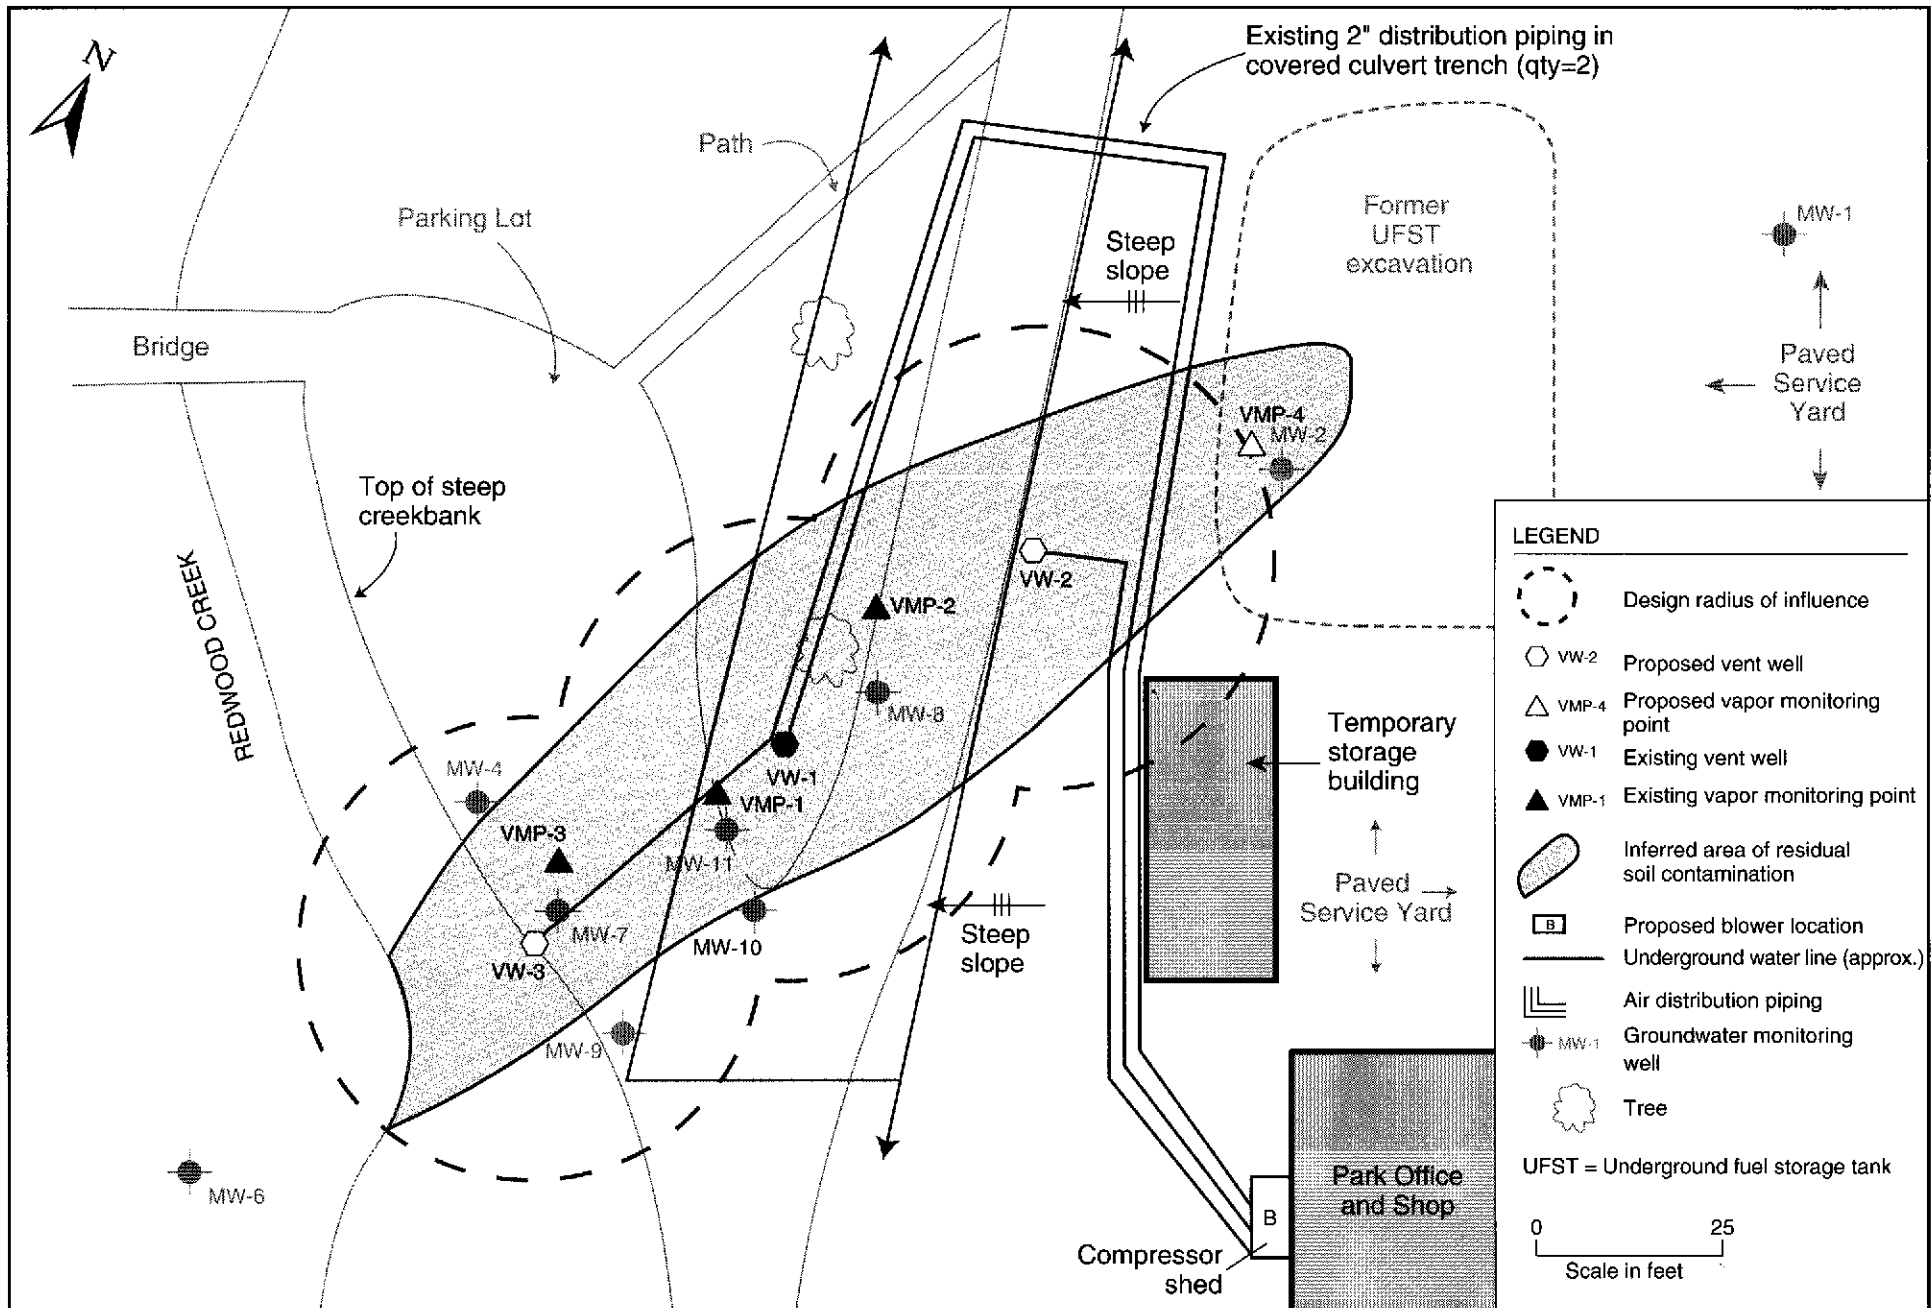 N
Existing 2" distribution piping in
covered culvert trench (qty=2)
Path
Parking Lot
Former
UFST
excavation
MW-1
Steep
slope
Bridge
Paved
Service
Yard
VMP-4
MW-2
Top of steep
creekbank
REDWOOD CREEK
VW-2
VMP-2
MW-8
VW-1
MW-4
VMP-1
VMP-3
MW-11
Temporary
storage
building
Paved
Service Yard
MW-7
MW-10
VW-3
Steep
slope
MW-9
MW-6
Park Office
and Shop
B
Compressor
shed
LEGEND
Design radius of influence
VW-2 Proposed vent well
VMP-4 Proposed vapor monitoring
point
VW-1 Existing vent well
VMP-1 Existing vapor monitoring point
Inferred area of residual
soil contamination
B Proposed blower location
Underground water line (approx.)
Air distribution piping
MW-1 Groundwater monitoring
well
Tree
UFST = Underground fuel storage tank
0 25
Scale in feet